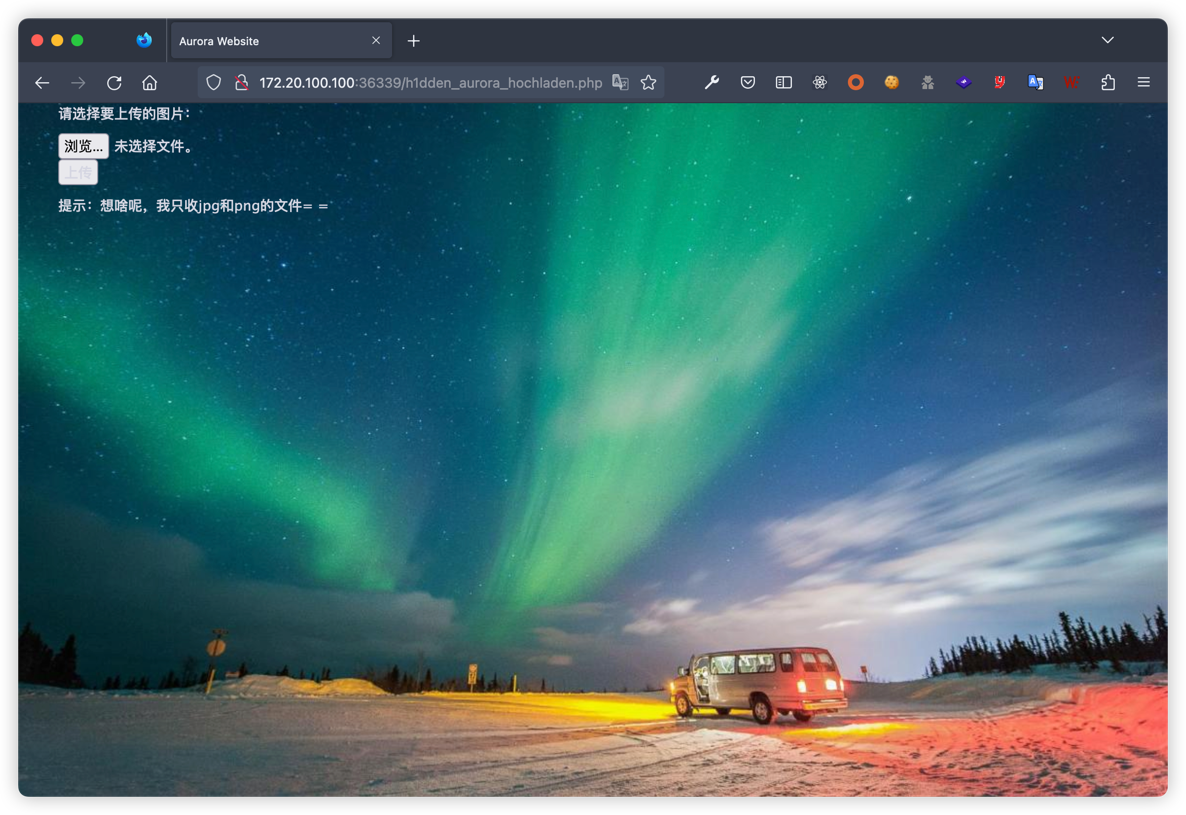 Aurora Website
172.20.100.100:36339/h1dden_aurora_hochladen.php
请选择要上传的图片：
浏览... 未选择文件。
上传
提示：想啥呢，我只收jpg和png的文件= =